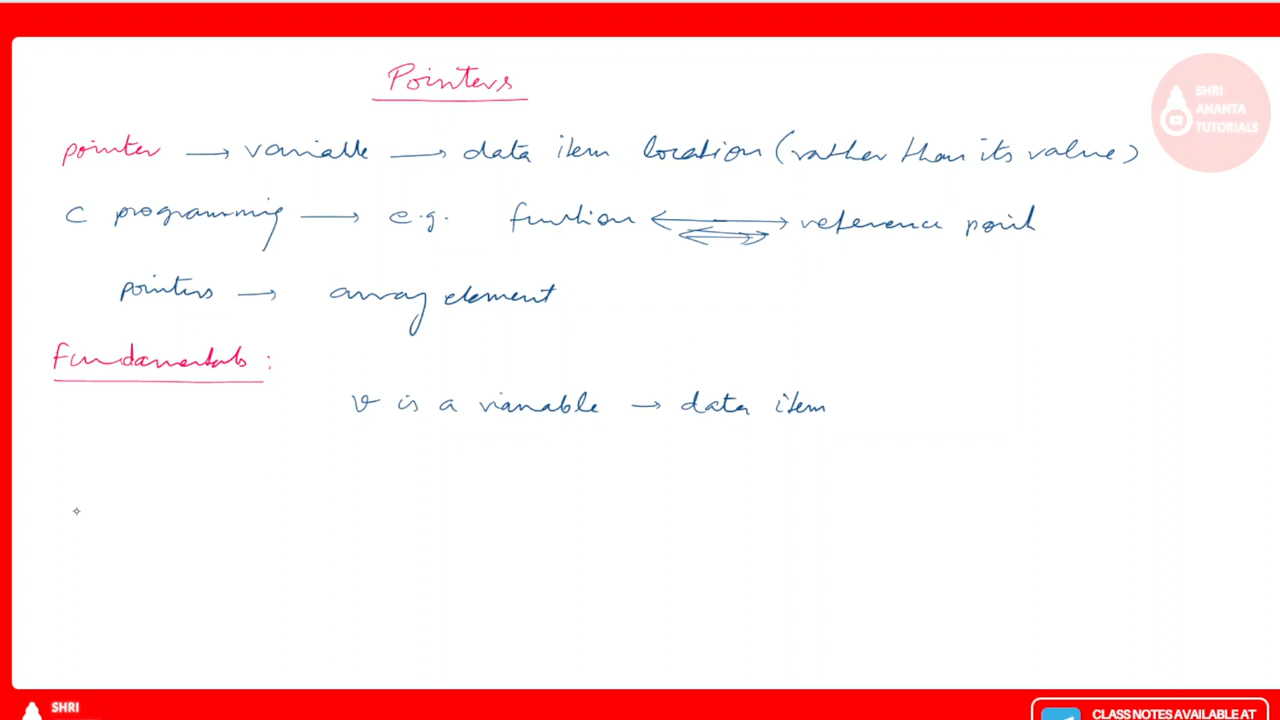 Pointers
SHRI
ANANTA
TUTORIALS
pointer → variable → data item location (rather than its value)
C programming → e.g. function ⟷ reference point
pointers → array element
Fundamentals :
v is a vianable → data item
SHRI
CLASS NOTES AVAILABLE AT